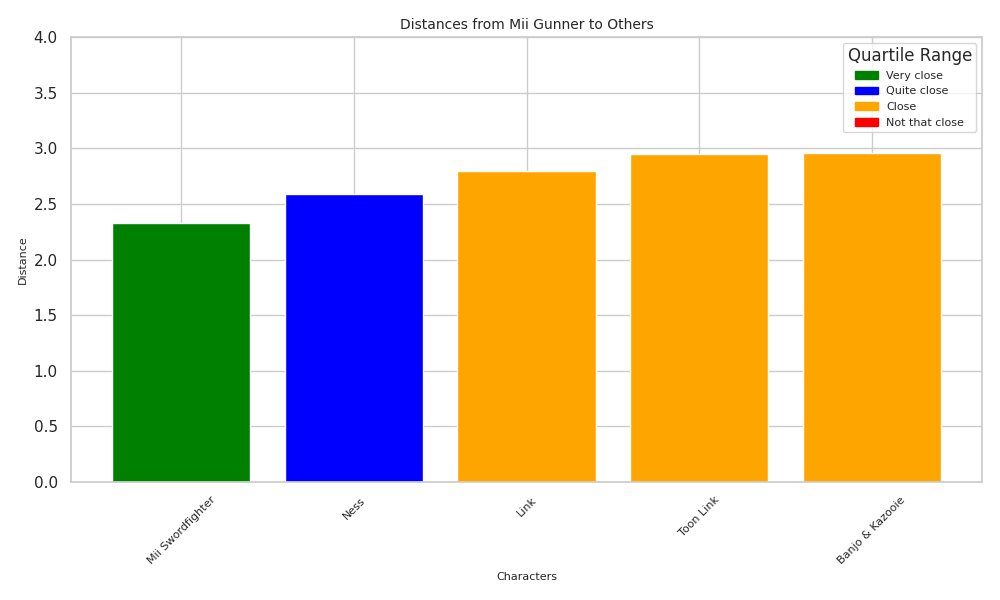 Distances from Mii Gunner to Others
4.0
3.5
3.0
2.5
2.0
1.5
1.0
0.5
0.0
Distance
Quartile Range
Very close
Quite close
Close
Not that close
Mii Swordfighter
Ness
Link
Toon Link
Banjo & Kazooie
Characters